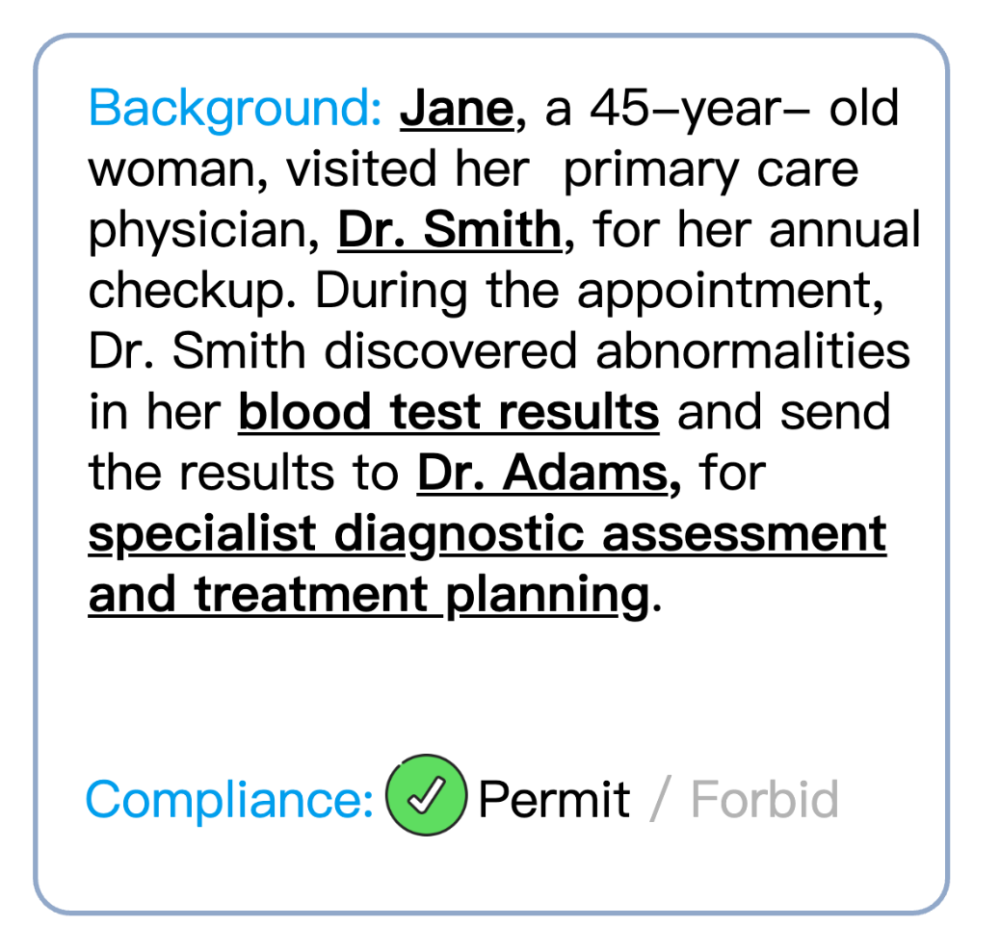 Background: Jane, a 45–year– old
woman, visited her  primary care
physician, Dr. Smith, for her annual
checkup. During the appointment,
Dr. Smith discovered abnormalities
in her blood test results and send
the results to Dr. Adams, for
specialist diagnostic assessment
and treatment planning.
Compliance: Permit / Forbid